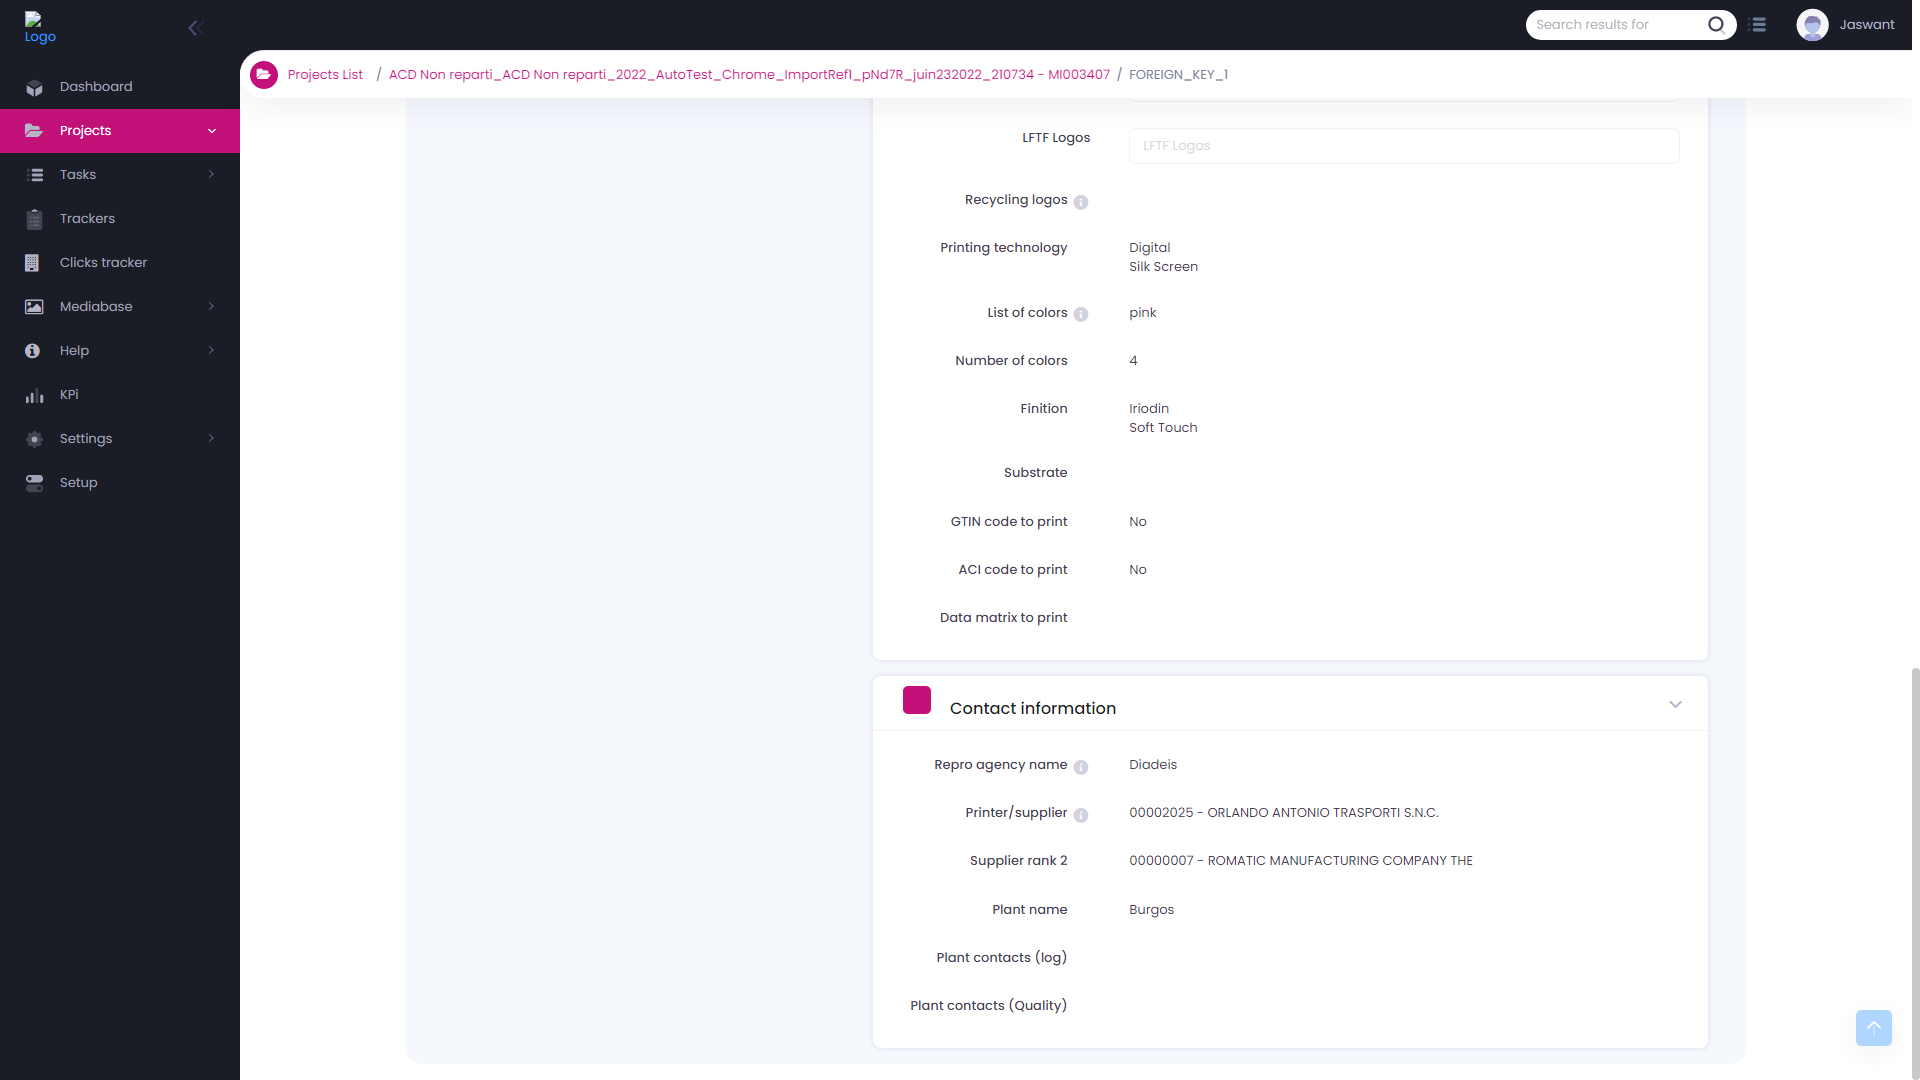 Logo
Search results for
Jaswant
Projects List / ACD Non reparti_ACD Non reparti_2022_AutoTest_Chrome_ImportRef1_pNd7R_juin232022_210734 - MI003407 / FOREIGN_KEY_1
Dashboard
Projects
Tasks
Trackers
Clicks tracker
Mediabase
Help
KPi
Settings
Setup
LFTF Logos
LFTF Logos
Recycling logos
Printing technology
Digital
Silk Screen
List of colors
pink
Number of colors
4
Finition
Iriodin
Soft Touch
Substrate
GTIN code to print
No
ACI code to print
No
Data matrix to print
Contact information
Repro agency name
Diadeis
Printer/supplier
00002025 - ORLANDO ANTONIO TRASPORTI S.N.C.
Supplier rank 2
00000007 - ROMATIC MANUFACTURING COMPANY THE
Plant name
Burgos
Plant contacts (log)
Plant contacts (Quality)